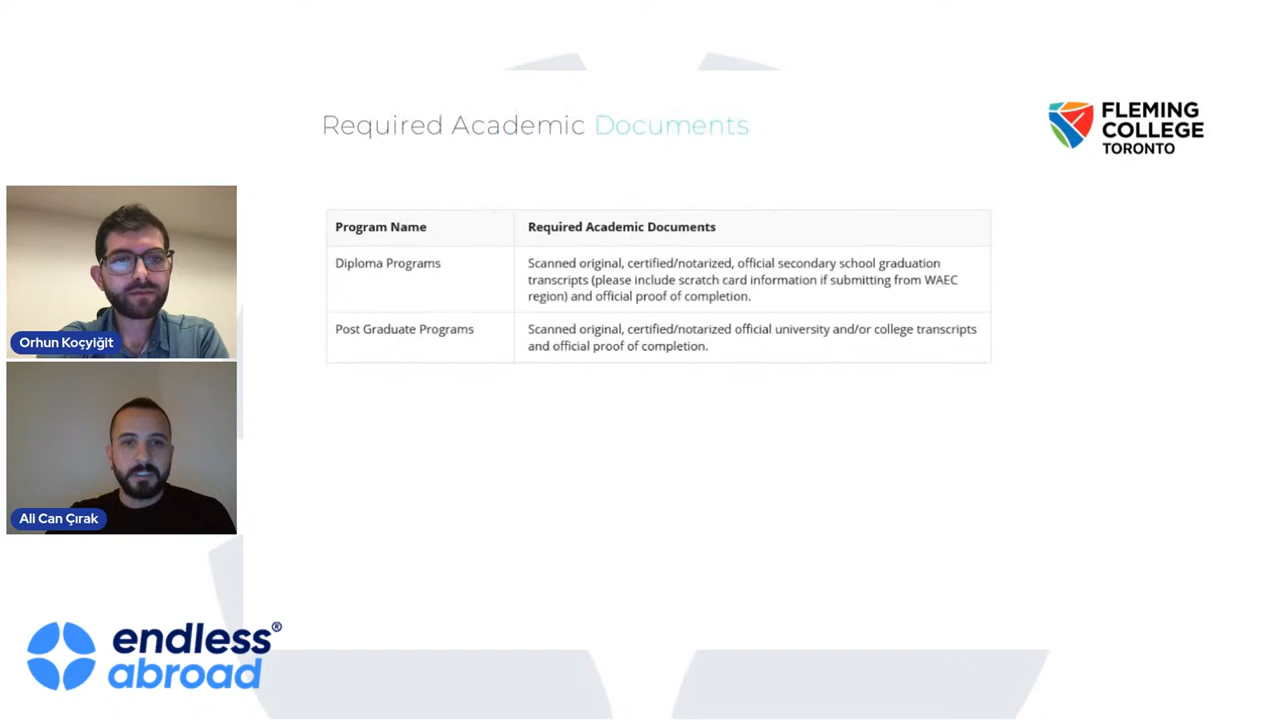 Required Academic Documents
FLEMING
COLLEGE
TORONTO
Program Name
Required Academic Documents
Diploma Programs
Scanned original, certified/notarized, official secondary school graduation
transcripts (please include scratch card information if submitting from WAEC
region) and official proof of completion.
Post Graduate Programs
Scanned original, certified/notarized official university and/or college transcripts
and official proof of completion.
Orhun Koçyiğit
Ali Can Çırak
endless®
abroad